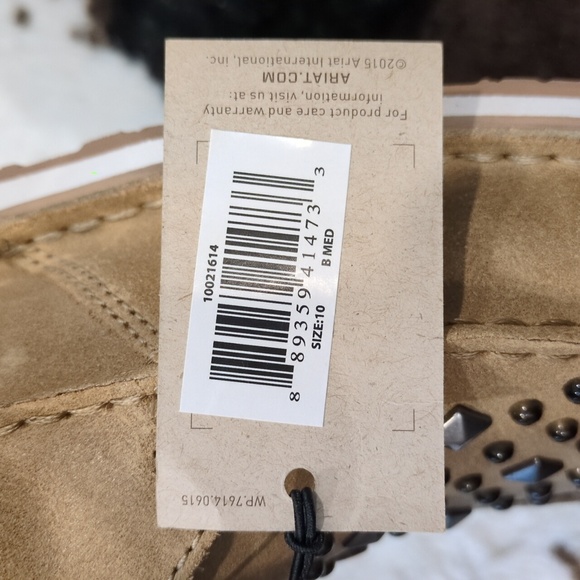 For product care and warranty
information, visit us at:
ARIAT.COM
©2015 Ariat International, inc.
10021614
8 89359 41473 3
SIZE:10 B MED
WP.7614.0615